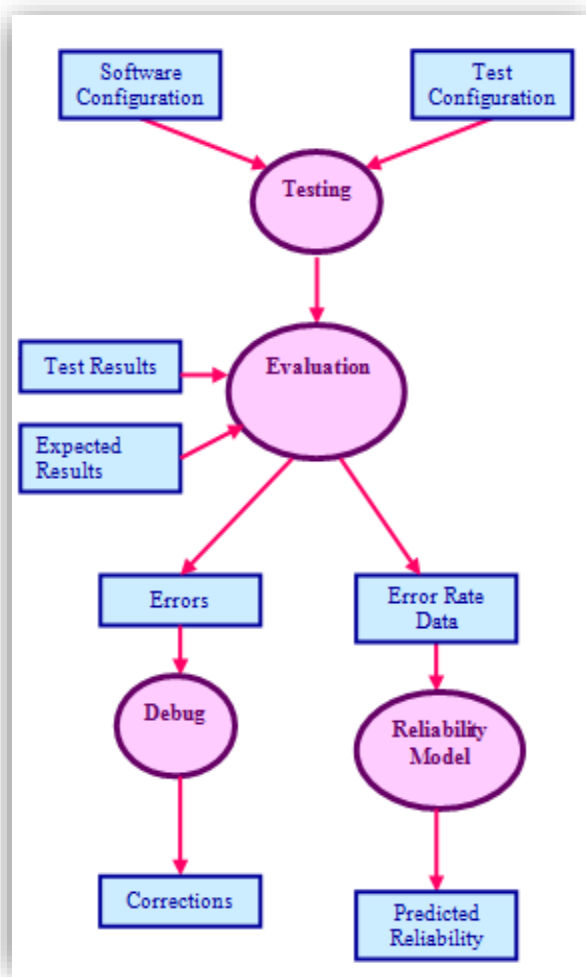 Software
Configuration
Test
Configuration
Testing
Evaluation
Test Results
Expected
Results
Errors
Error Rate
Data
Debug
Reliability
Model
Corrections
Predicted
Reliability